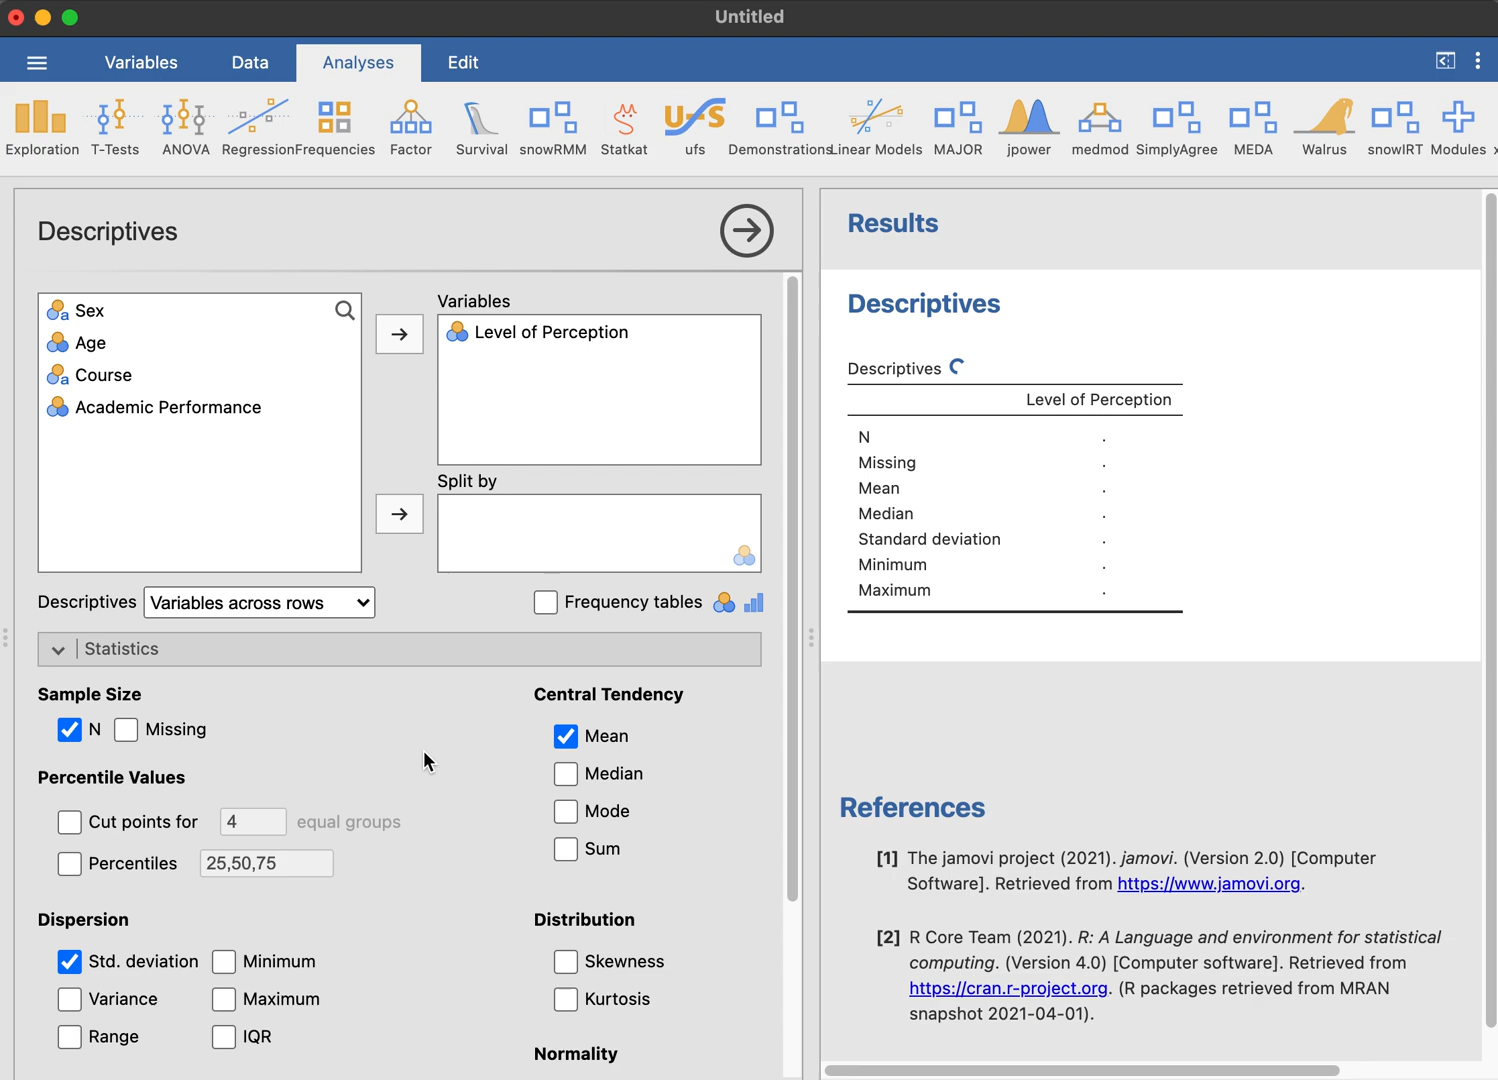 Untitled
Variables Data Analyses Edit
Exploration T-Tests ANOVA Regression Frequencies Factor Survival snowRMM Statkat ufs Demonstrations Linear Models MAJOR jpower medmod SimplyAgree MEDA Walrus snowIRT Modules
Descriptives
Sex
Age
Course
Academic Performance
Variables
Level of Perception
Split by
Descriptives Variables across rows
Frequency tables
Statistics
Sample Size
N Missing
Percentile Values
Cut points for 4 equal groups
Percentiles 25,50,75
Dispersion
Std. deviation Minimum
Variance Maximum
Range IQR
Central Tendency
Mean
Median
Mode
Sum
Distribution
Skewness
Kurtosis
Normality
Results
Descriptives
Descriptives
Level of Perception
N .
Missing .
Mean .
Median .
Standard deviation .
Minimum .
Maximum .
References
[1] The jamovi project (2021). jamovi. (Version 2.0) [Computer
Software]. Retrieved from https://www.jamovi.org.
[2] R Core Team (2021). R: A Language and environment for statistical
computing. (Version 4.0) [Computer software]. Retrieved from
https://cran.r-project.org. (R packages retrieved from MRAN
snapshot 2021-04-01).